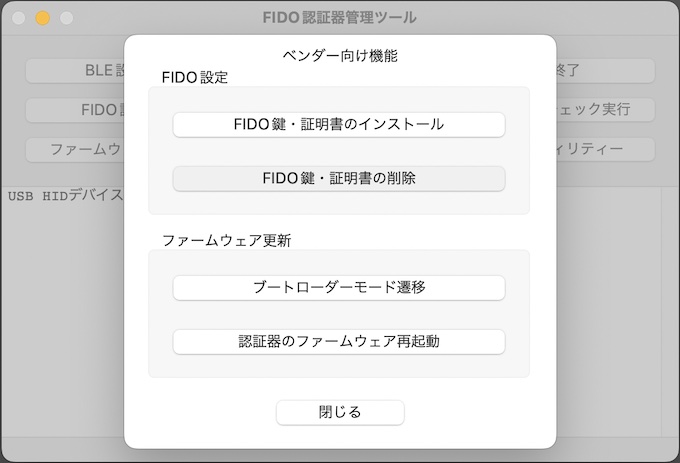 FIDO認証器管理ツール
ベンダー向け機能
BLE設
FIDO設定
終了
FIDO
FIDO鍵・証明書のインストール
ェック実行
ファームウ
FIDO鍵・証明書の削除
ィリティー
USB HIDデバイス
ファームウェア更新
ブートローダーモード遷移
認証器のファームウェア再起動
閉じる